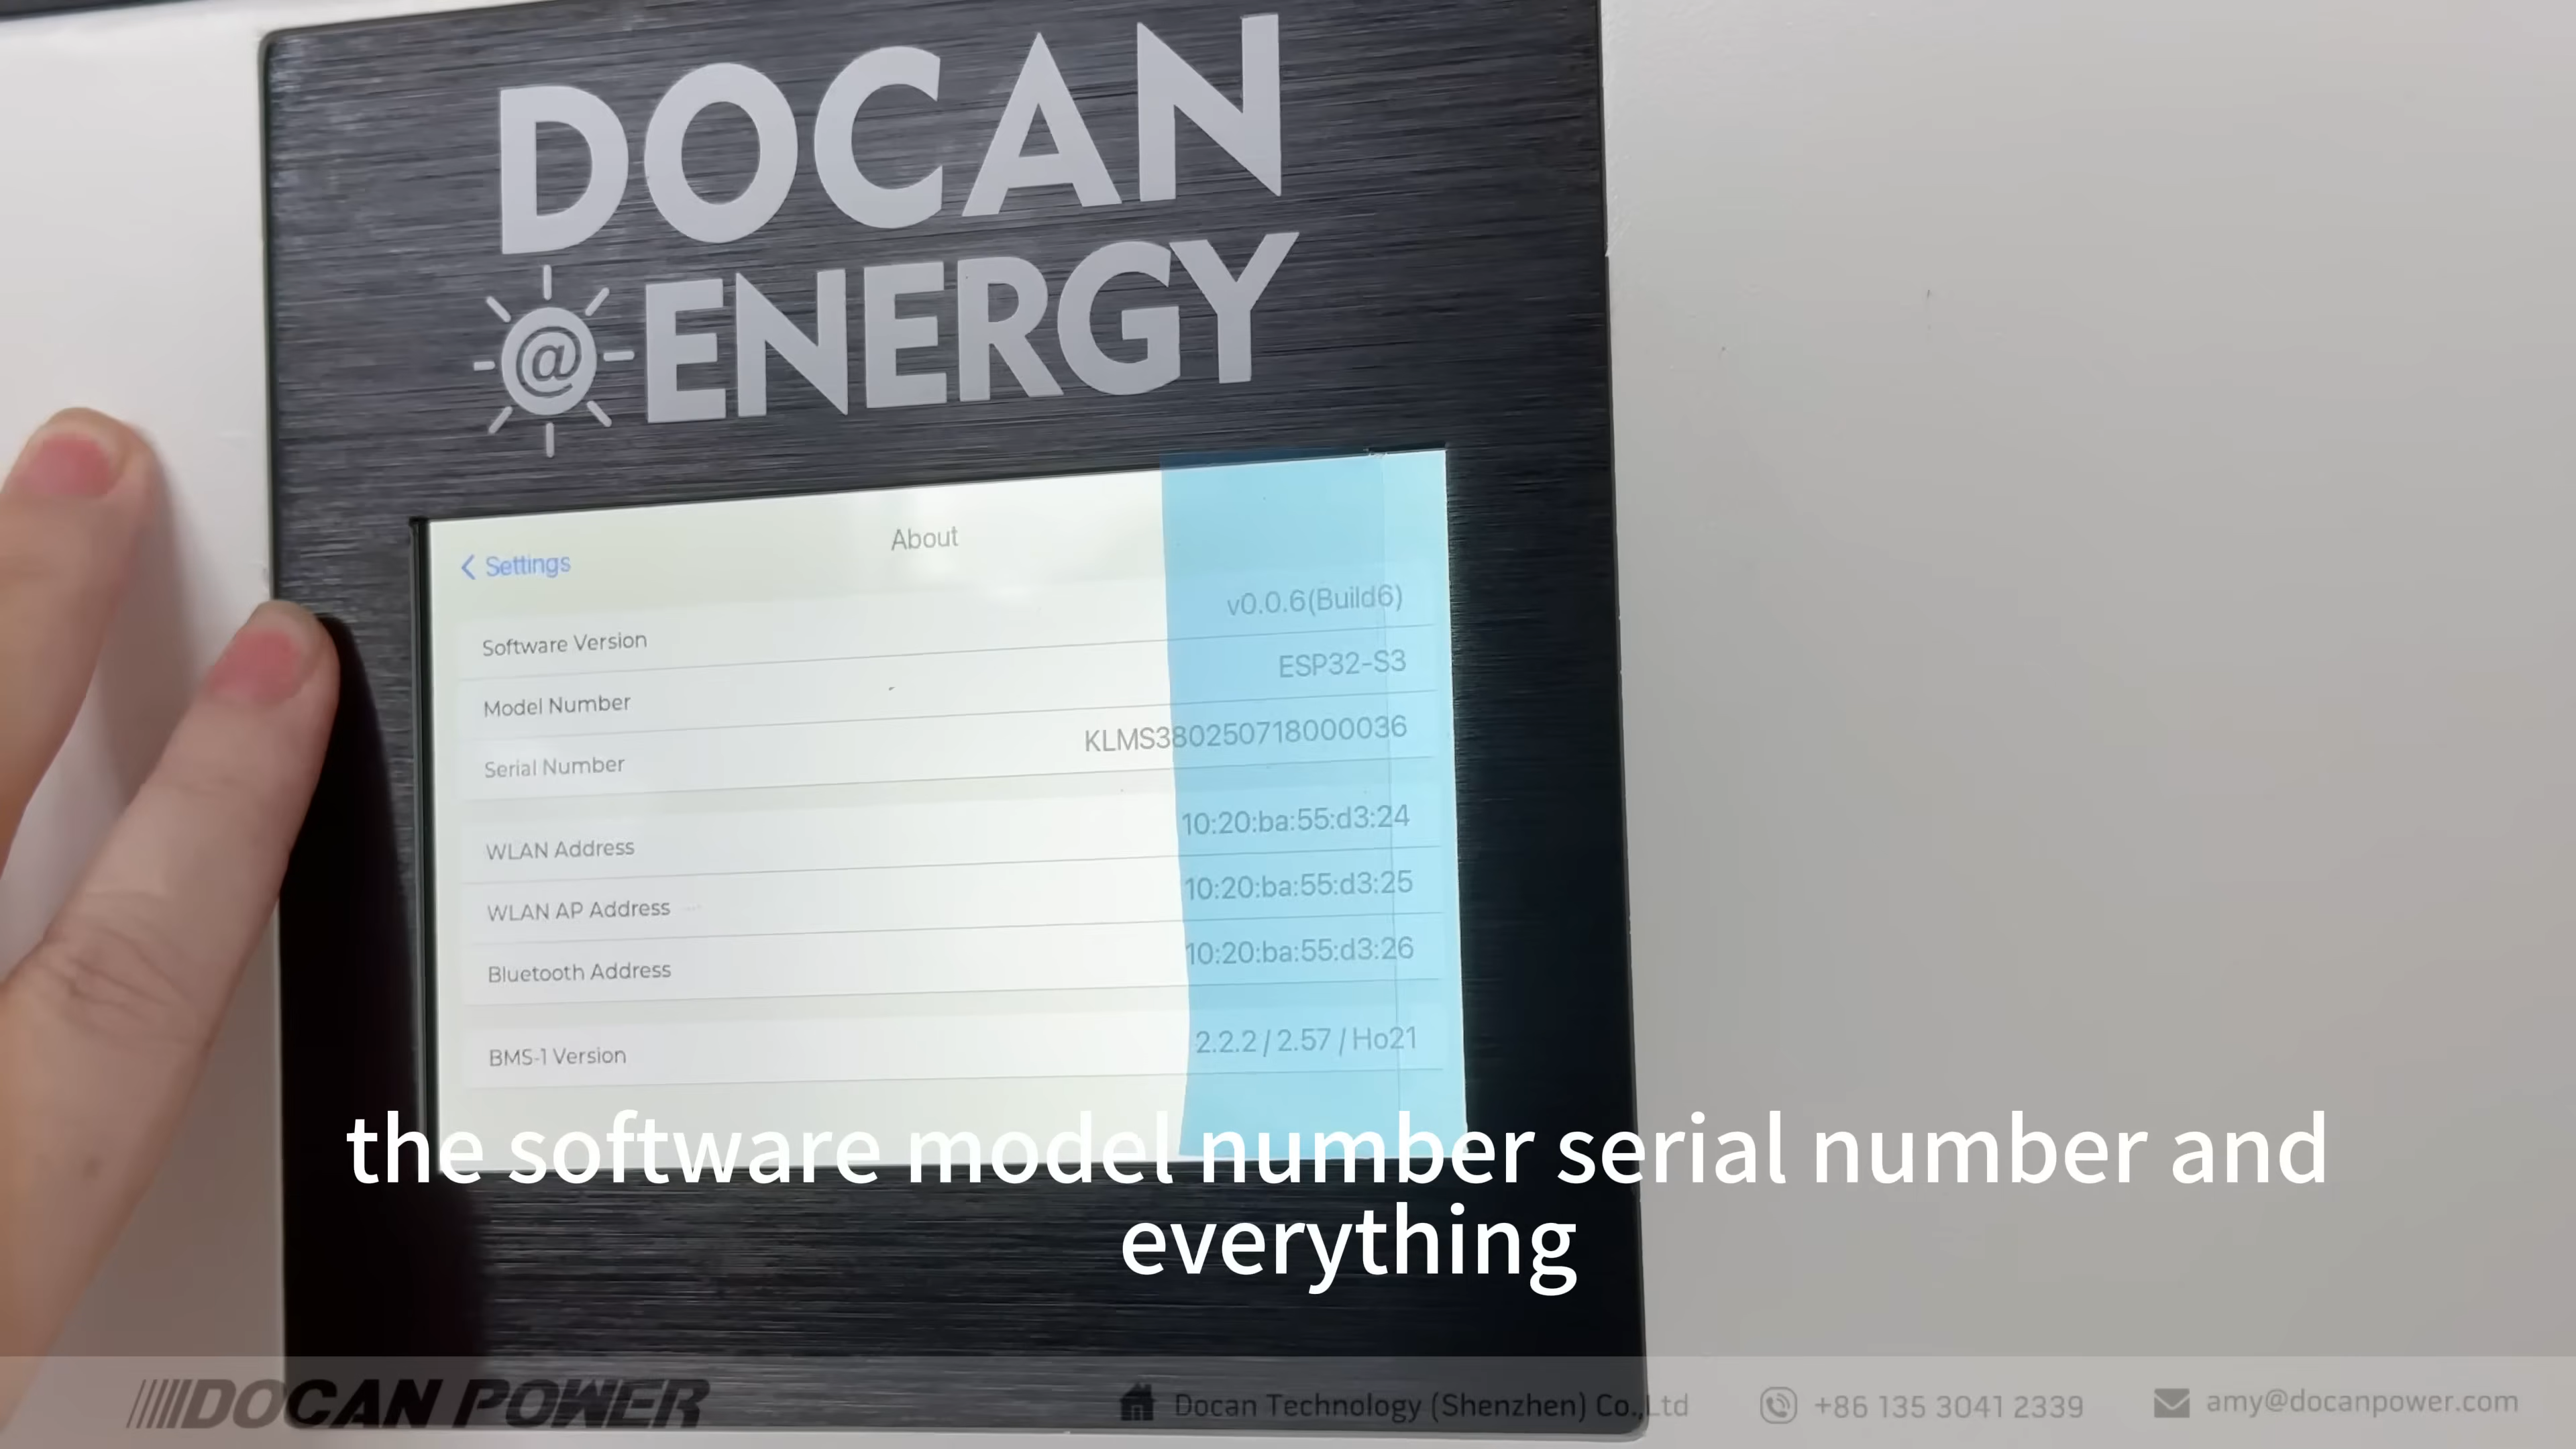 DOCAN
@ ENERGY
About
Settings
Software Version v0.0.6(Build6)
Model Number ESP32-S3
Serial Number KLMS380250718000036
WLAN Address 10:20:ba:55:d3:24
WLAN AP Address 10:20:ba:55:d3:25
Bluetooth Address 10:20:ba:55:d3:26
BMS-1 Version 2.2.2 / 2.57 / Ho21
the software model number serial number and
everything
DOCAN POWER Docan Technology (Shenzhen) Co.,Ltd +86 135 3041 2339 amy@docanpower.com